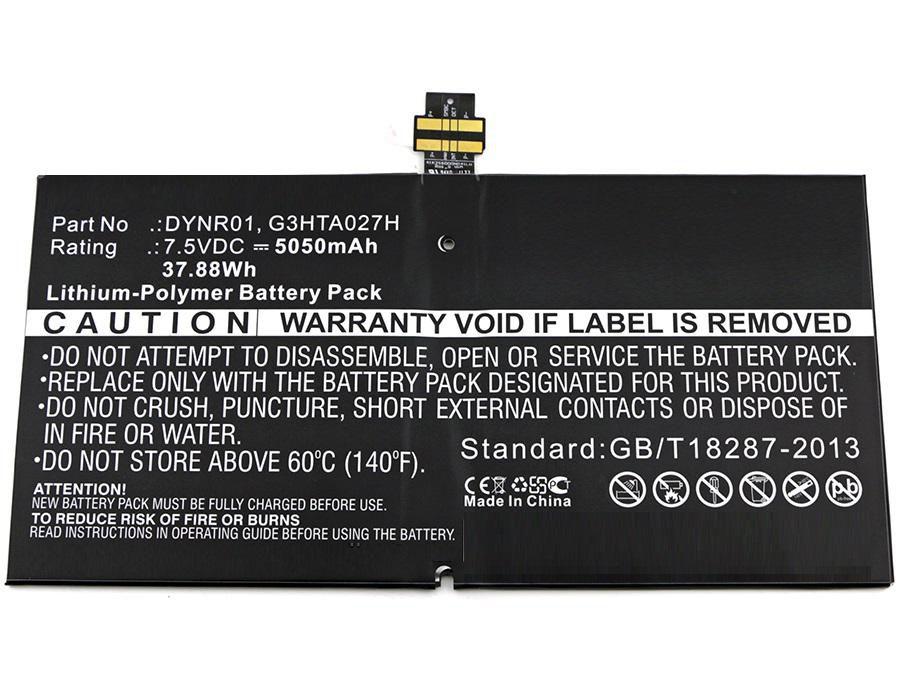 P+ SMBC DCT P-
Part No .:DYNR01, G3HTA027H
Rating .:7.5VDC ⎓ 5050mAh
37.88Wh
Lithium-Polymer Battery Pack
CAUTION WARRANTY VOID IF LABEL IS REMOVED
•DO NOT ATTEMPT TO DISASSEMBLE, OPEN OR SERVICE THE BATTERY PACK.
•REPLACE ONLY WITH THE BATTERY PACK DESIGNATED FOR THIS PRODUCT.
•DO NOT CRUSH, PUNCTURE, SHORT EXTERNAL CONTACTS OR DISPOSE OF
IN FIRE OR WATER.
•DO NOT STORE ABOVE 60°C (140°F).
Standard:GB/T18287-2013
ATTENTION!
NEW BATTERY PACK MUST BE FULLY CHARGED BEFORE USE.
TO REDUCE RISK OF FIRE OR BURNS
READ INSTRUCTIONS IN OPERATING GUIDE BEFORE USING THE BATTERY.
CE
Made In China
Pb